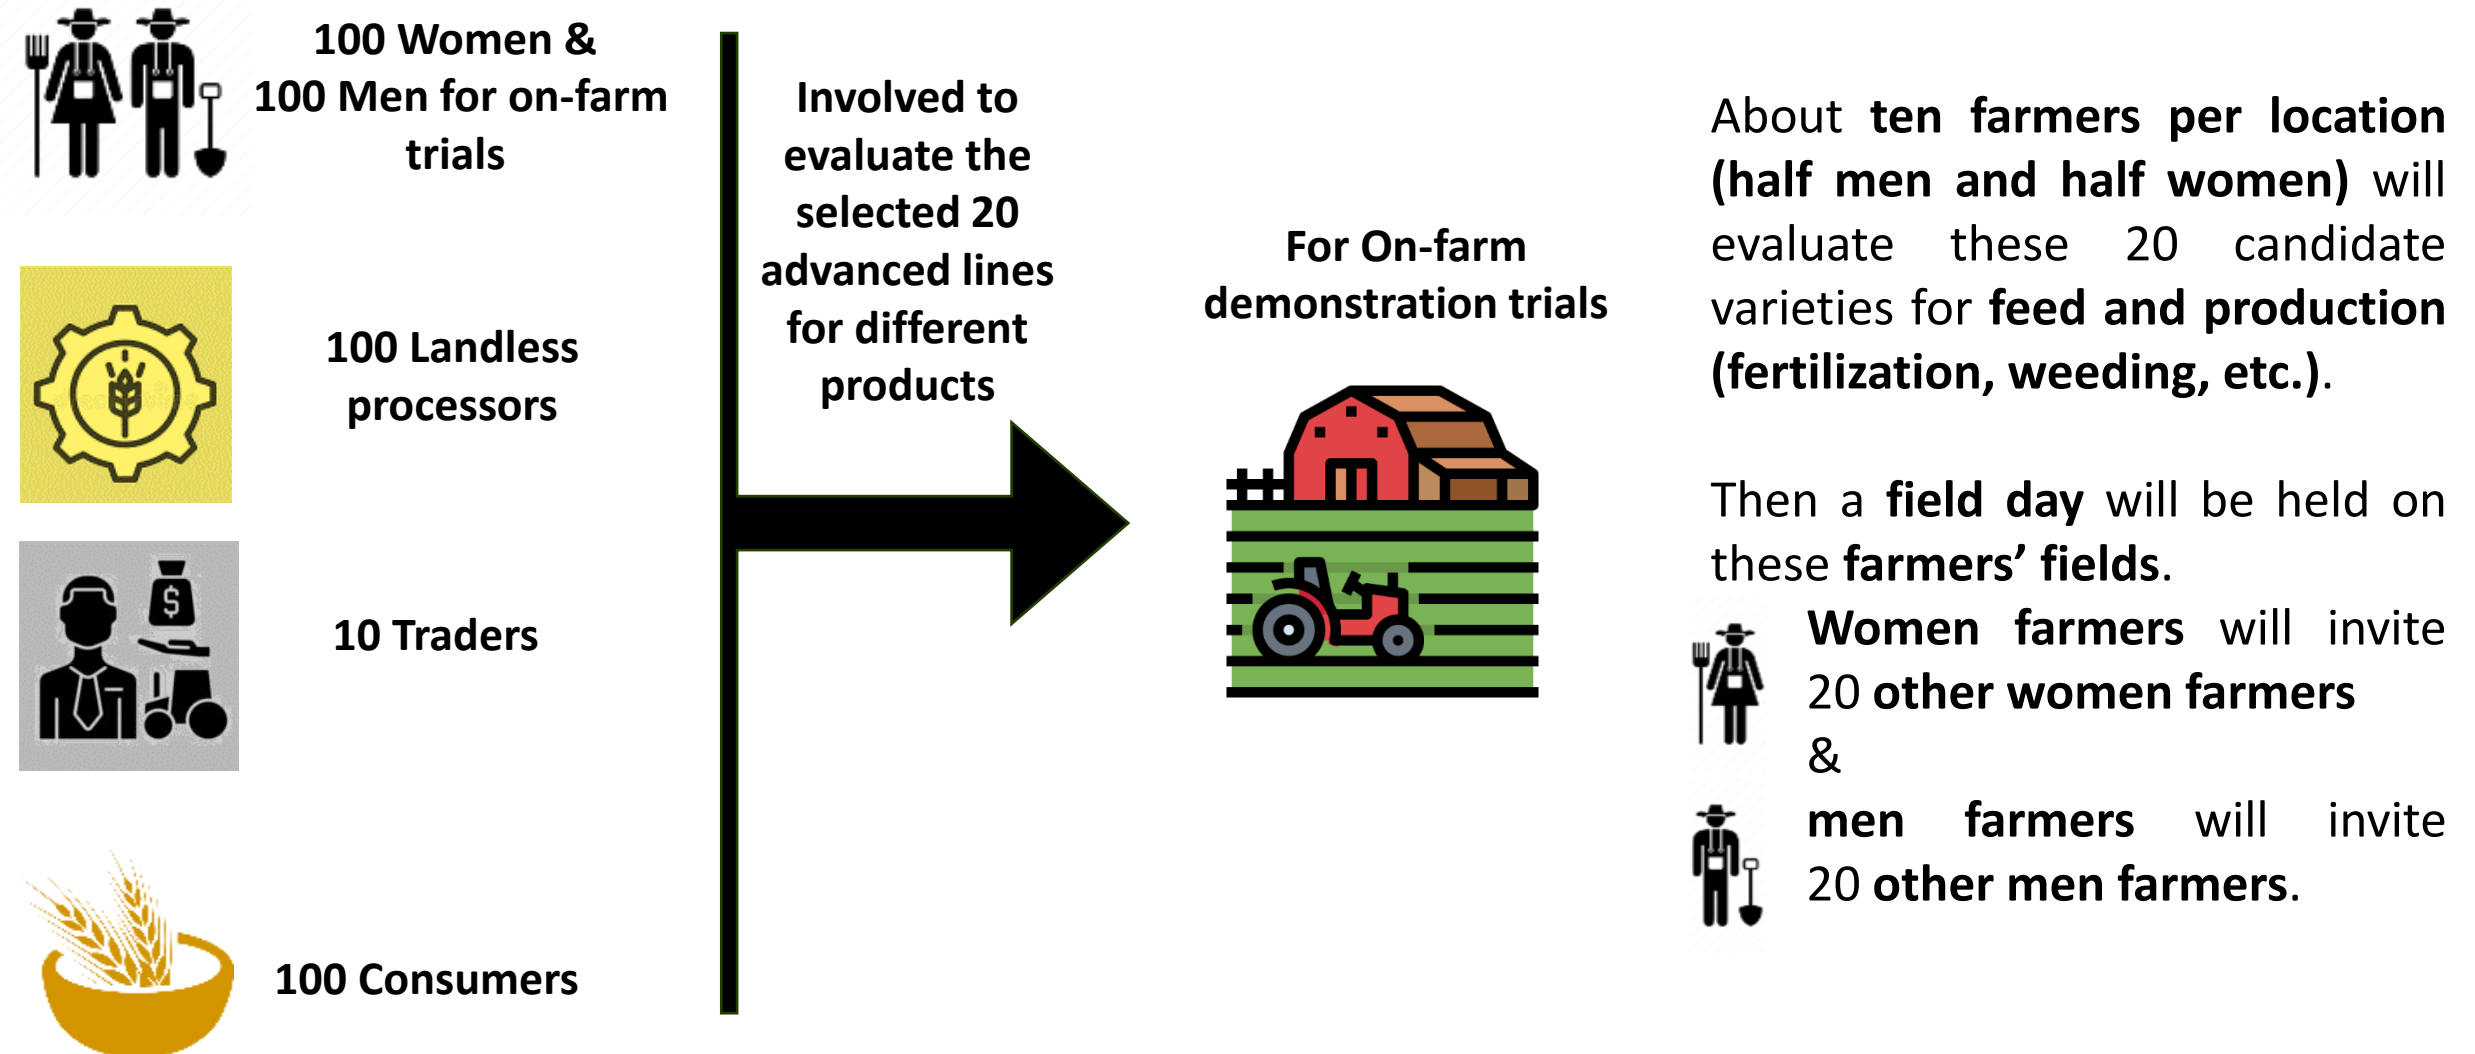 100 Women &
100 Men for on-farm
trials
100 Landless
processors
10 Traders
100 Consumers
Involved to
evaluate the
selected 20
advanced lines
for different
products
For On-farm
demonstration trials
About ten farmers per location
(half men and half women) will
evaluate these 20 candidate
varieties for feed and production
(fertilization, weeding, etc.).
Then a field day will be held on
these farmers’ fields.
Women farmers will invite
20 other women farmers
&
men farmers will invite
20 other men farmers.
$